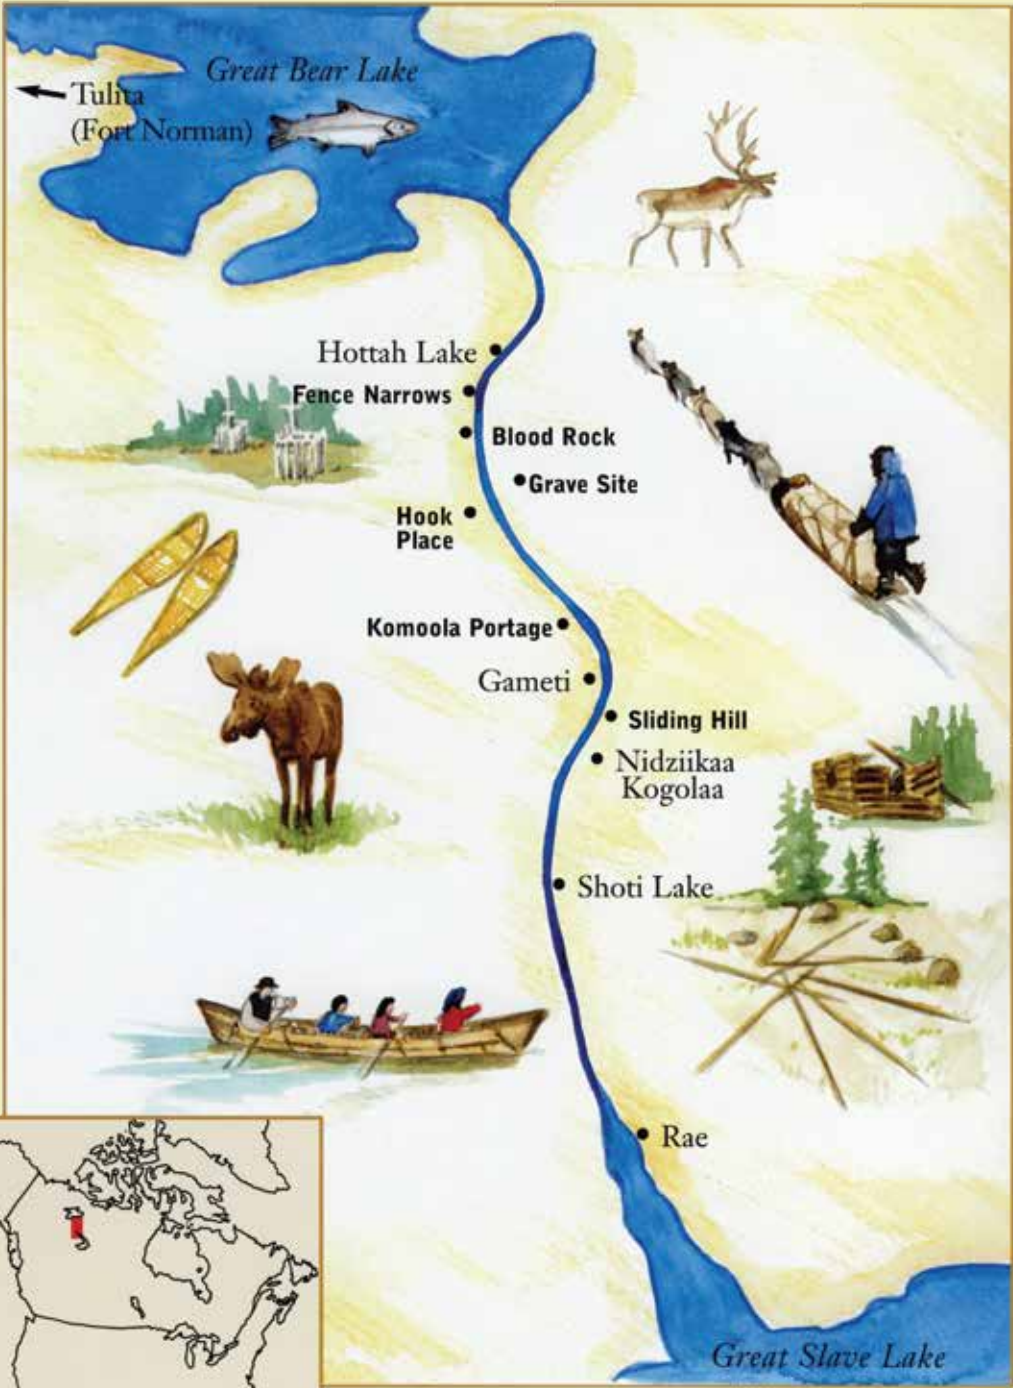 Great Bear Lake
Tulita
(Fort Norman)
Hottah Lake
Fence Narrows
Blood Rock
Grave Site
Hook
Place
Komoola Portage
Gameti
Sliding Hill
Nidziikaa
Kogolaa
Shoti Lake
Rae
Great Slave Lake